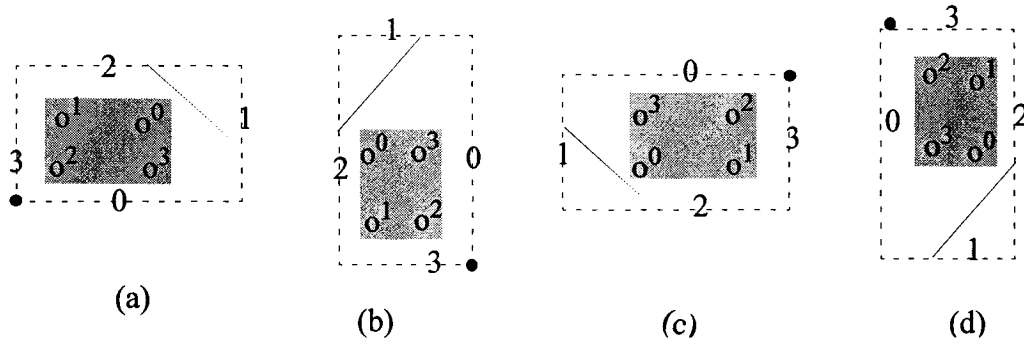 2
o¹ o⁰
3 1
o² o³
0
(a)
1
o⁰ o³
2 0
o¹ o²
3
(b)
0
o³ o²
1 3
o⁰ o¹
2
(c)
3
o² o¹
0 2
o³ o⁰
1
(d)